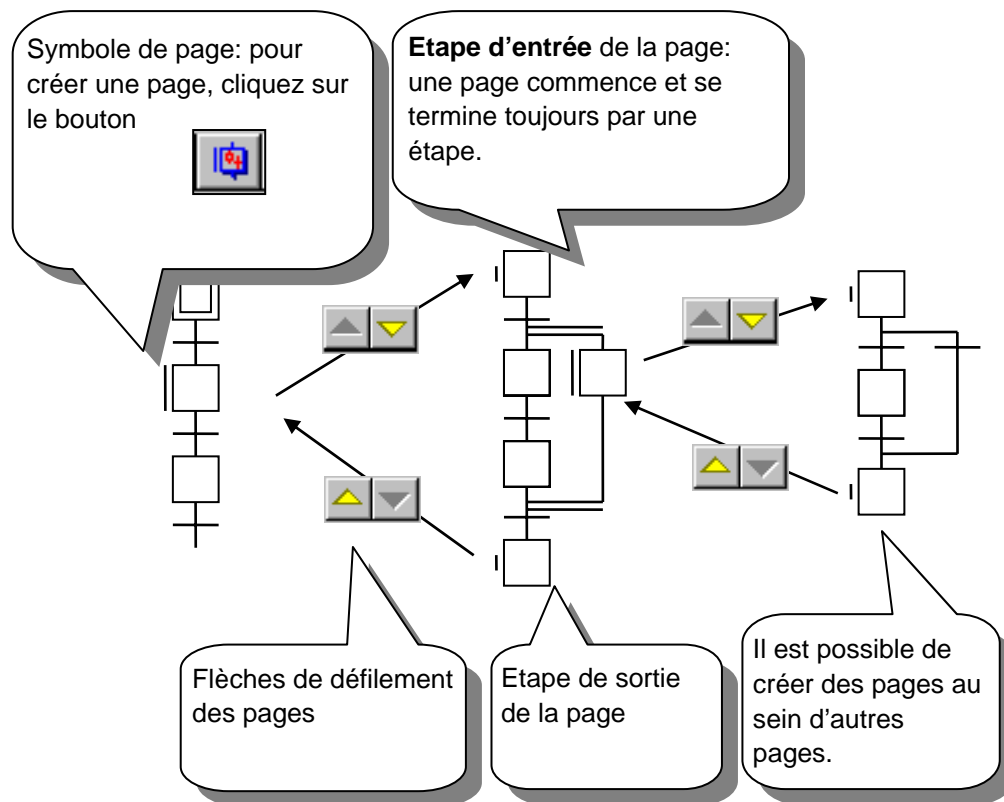 Symbole de page: pour
créer une page, cliquez sur
le bouton
Etape d'entrée de la page:
une page commence et se
termine toujours par une
étape.
Flèches de défilement
des pages
Etape de sortie
de la page
Il est possible de
créer des pages au
sein d'autres
pages.